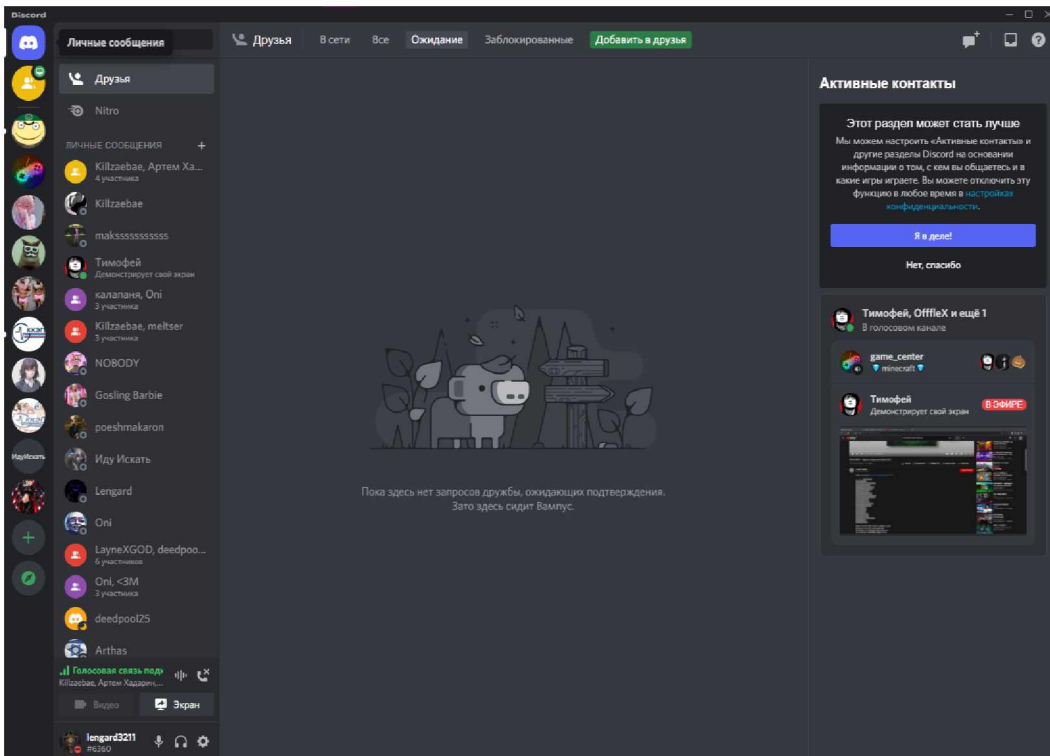 Discord
Личные сообщения
Друзья
В сети
Все
Ожидание
Заблокированные
Добавить в друзья
Друзья
Nitro
ЛИЧНЫЕ СООБЩЕНИЯ
Killzaebae, Артем Ха...
4 участника
Killzaebae
maksssssssssss
Тимофей
Демонстрирует свой экран
калапаня, Oni
3 участника
Killzaebae, meltser
3 участника
NOBODY
Gosling Barbie
poeshmakaron
Иду Искать
ИдуИскать
Lengard
Oni
LayneXGOD, deedpoo...
6 участников
Oni, <3M
3 участника
deedpool25
Arthas
Голосовая связь подк
Killzaebae, Артем Хадарин,...
Видео
Экран
lengard3211
#6360
Пока здесь нет запросов дружбы, ожидающих подтверждения.
Зато здесь сидит Вампус.
Активные контакты
Этот раздел может стать лучше
Мы можем настроить «Активные контакты» и
другие разделы Discord на основании
информации о том, с кем вы общаетесь и в
какие игры играете. Вы можете отключить эту
функцию в любое время в настройках
конфиденциальности.
Я в деле!
Нет, спасибо
Тимофей, OfffleX и ещё 1
В голосовом канале
game_center
minecraft
Тимофей
Демонстрирует свой экран
В ЭФИРЕ